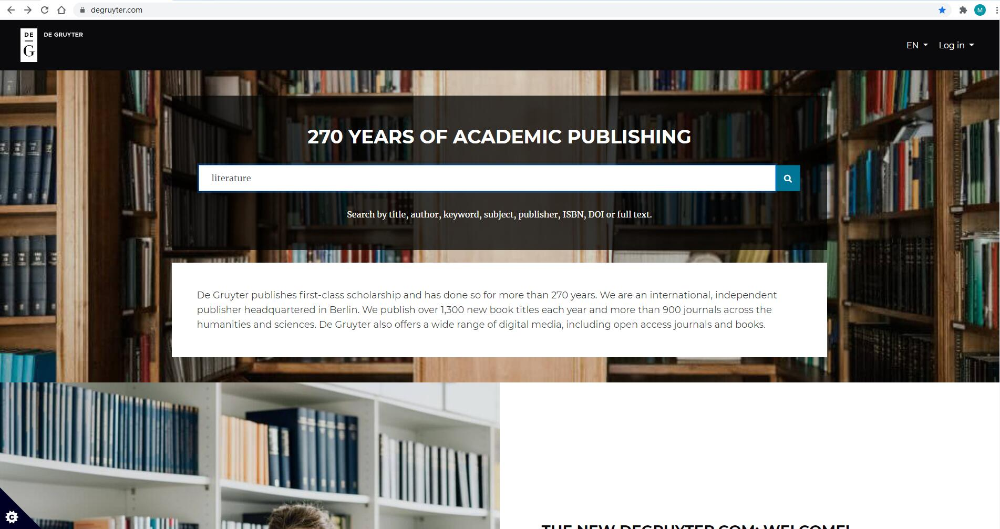 degruyter.com
M
DE
G
DE GRUYTER
EN
Log in
270 YEARS OF ACADEMIC PUBLISHING
literature
Search by title, author, keyword, subject, publisher, ISBN, DOI or full text.
De Gruyter publishes first-class scholarship and has done so for more than 270 years. We are an international, independent
publisher headquartered in Berlin. We publish over 1,300 new book titles each year and more than 900 journals across the
humanities and sciences. De Gruyter also offers a wide range of digital media, including open access journals and books.
C
THE NEW DEGRUYTER.COM: WELCOME!